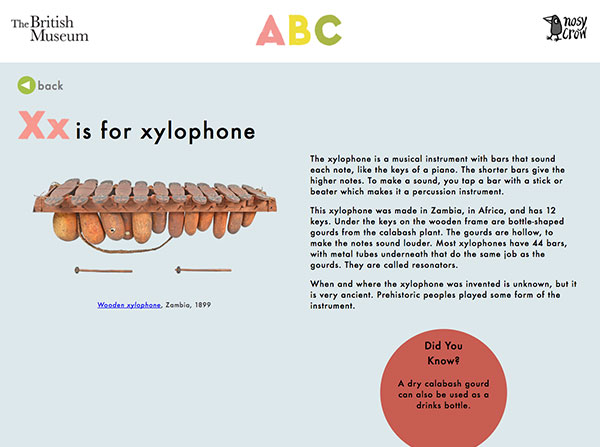 The British
Museum
ABC
nosy
crow
back
Xx is for xylophone
The xylophone is a musical instrument with bars that sound
each note, like the keys of a piano. The shorter bars give the
higher notes. To make a sound, you tap a bar with a stick or
beater which makes it a percussion instrument.
This xylophone was made in Zambia, in Africa, and has 12
keys. Under the keys on the wooden frame are bottle-shaped
gourds from the calabash plant. The gourds are hollow, to
make the notes sound louder. Most xylophones have 44 bars,
with metal tubes underneath that do the same job as the
gourds. They are called resonators.
When and where the xylophone was invented is unknown, but it
is very ancient. Prehistoric peoples played some form of the
instrument.
Wooden xylophone, Zambia, 1899
Did You
Know?
A dry calabash gourd
can also be used as a
drinks bottle.